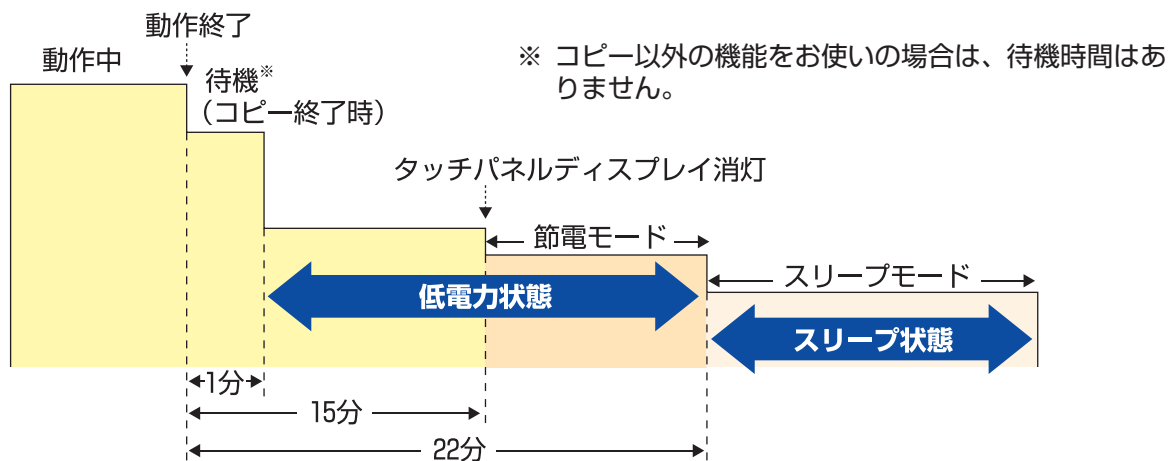 動作終了
動作中
待機※
(コピー終了時)
※ コピー以外の機能をお使いの場合は、待機時間はあ
りません。
タッチパネルディスプレイ消灯
節電モード
スリープモード
低電力状態
スリープ状態
1分
15分
22分